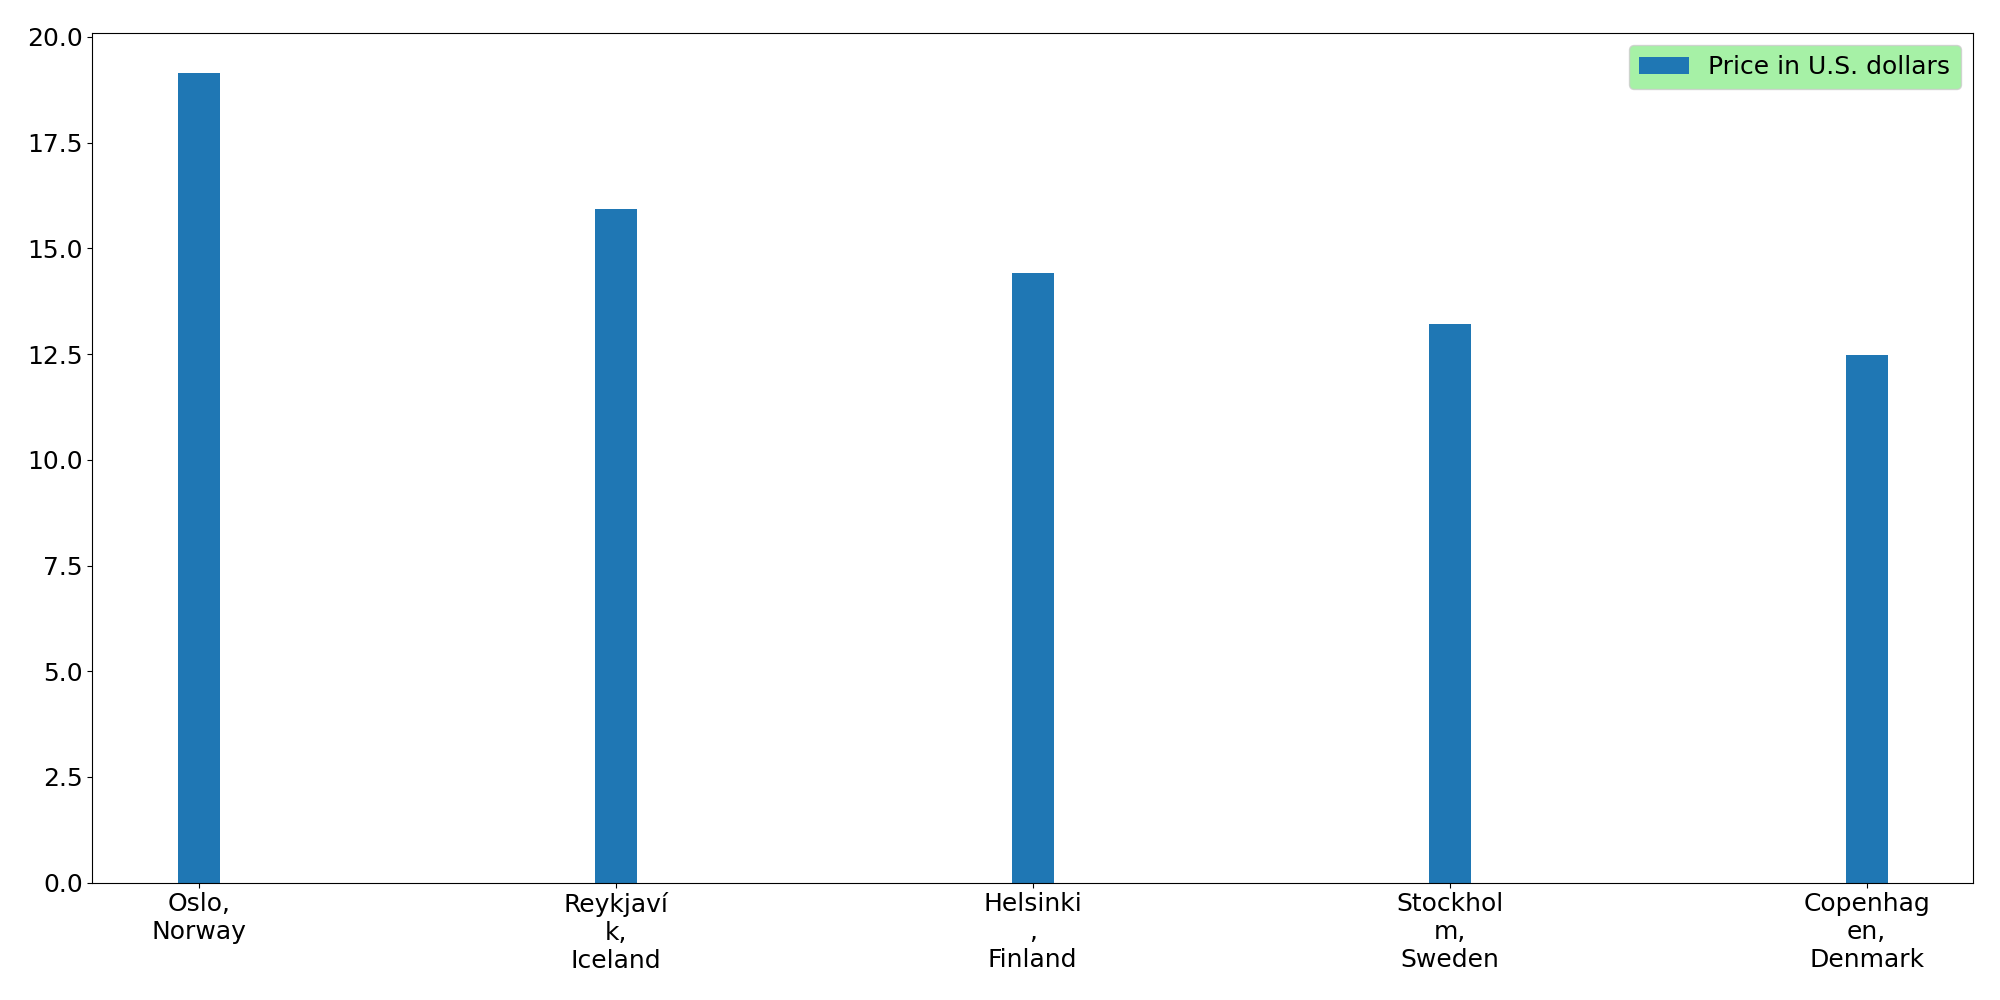 20.0
17.5
15.0
12.5
10.0
7.5
5.0
2.5
0.0
Price in U.S. dollars
Oslo,
Norway
Reykjaví
k,
Iceland
Helsinki
,
Finland
Stockhol
m,
Sweden
Copenhag
en,
Denmark